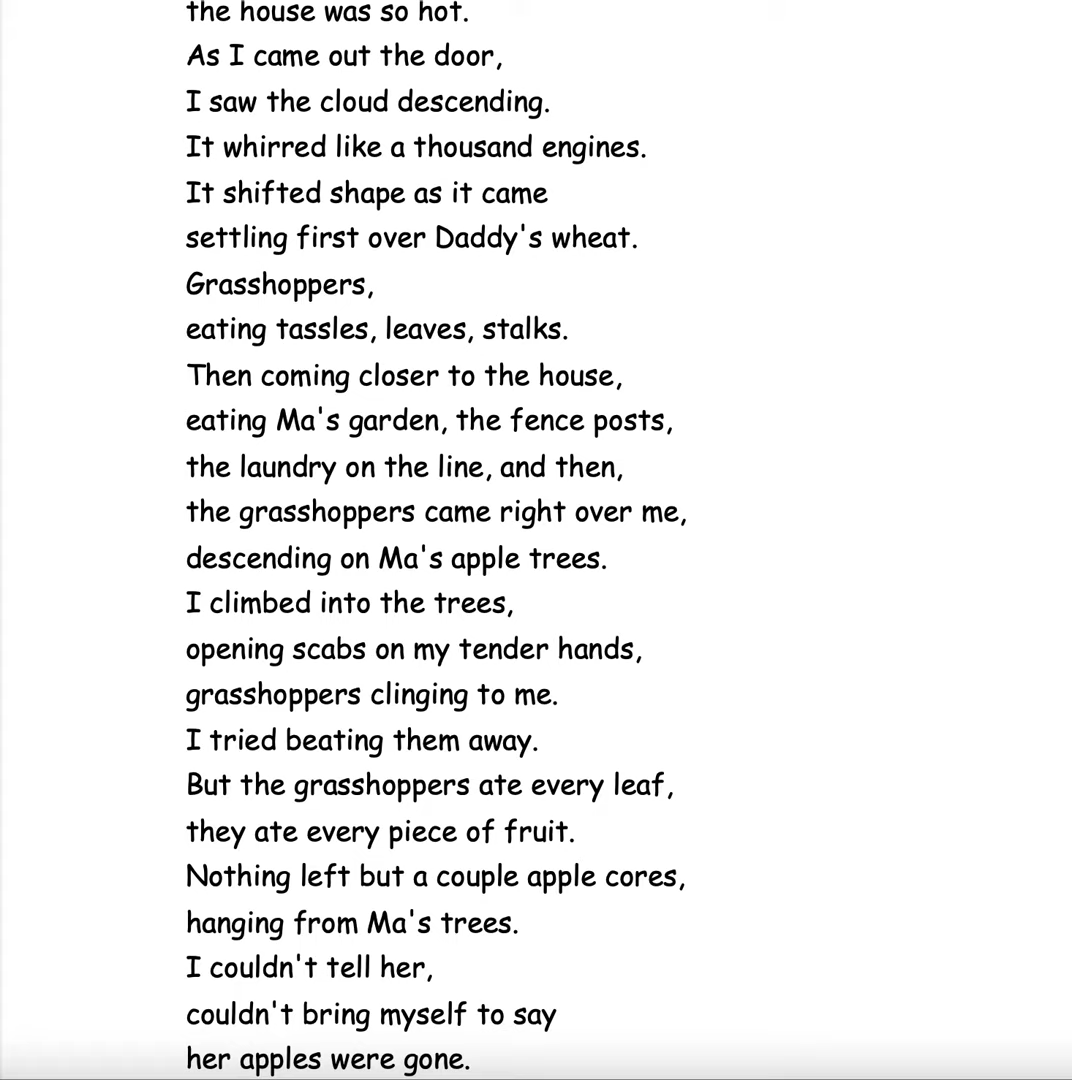 the house was so hot.
As I came out the door,
I saw the cloud descending.
It whirred like a thousand engines.
It shifted shape as it came
settling first over Daddy's wheat.
Grasshoppers,
eating tassles, leaves, stalks.
Then coming closer to the house,
eating Ma's garden, the fence posts,
the laundry on the line, and then,
the grasshoppers came right over me,
descending on Ma's apple trees.
I climbed into the trees,
opening scabs on my tender hands,
grasshoppers clinging to me.
I tried beating them away.
But the grasshoppers ate every leaf,
they ate every piece of fruit.
Nothing left but a couple apple cores,
hanging from Ma's trees.
I couldn't tell her,
couldn't bring myself to say
her apples were gone.